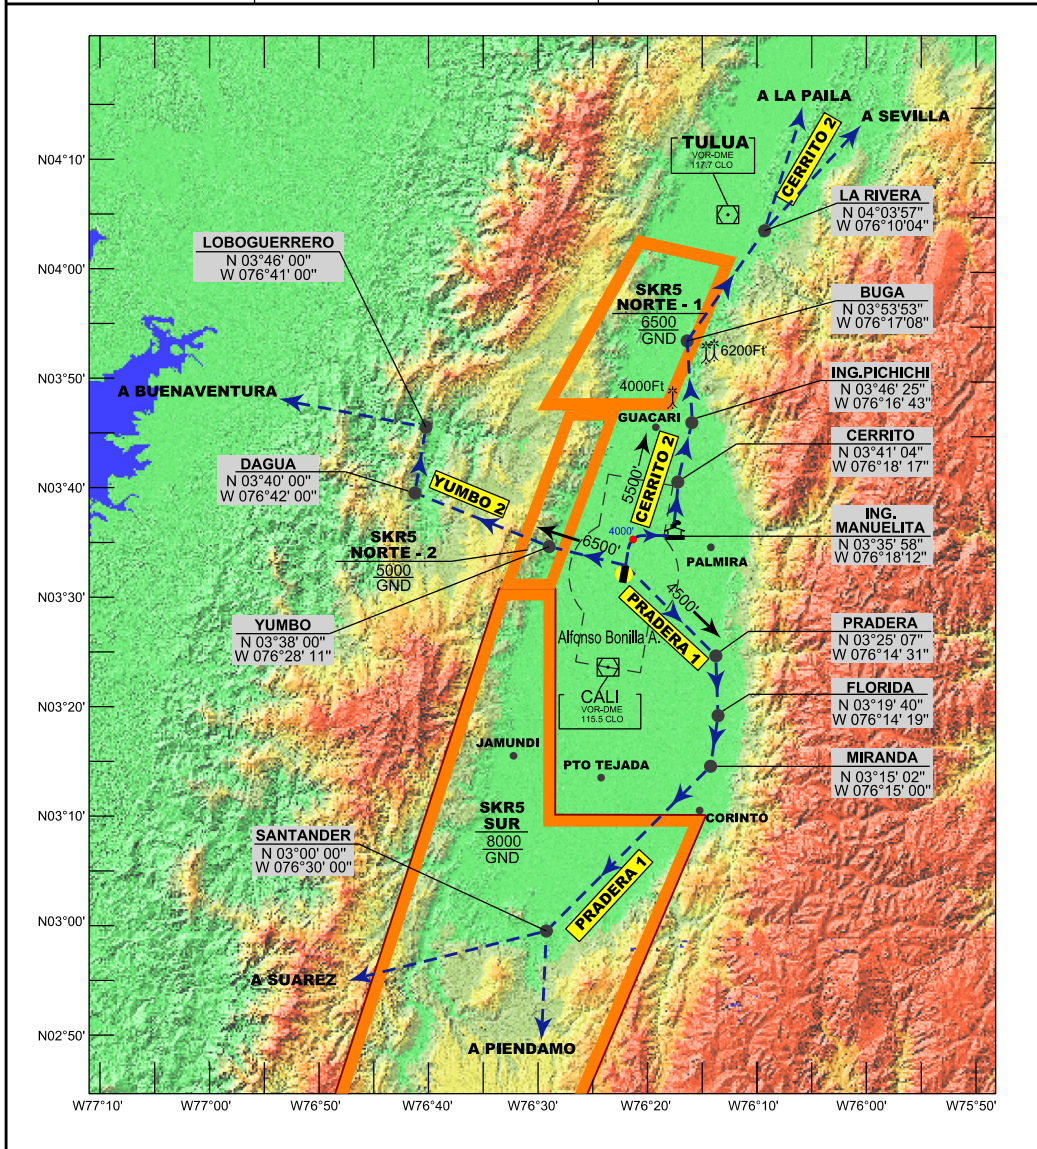 A LA PAILA
A SEVILLA
CERRITO 2
TULUA
VOR-DME
117.7 CLO
N04°10'
LA RIVERA
N 04°03'57"
W 076°10'04"
LOBOGUERRERO
N 03°46' 00"
W 076°41' 00"
N04°00'
SKR5
NORTE - 1
6500
GND
BUGA
N 03°53'53"
W 076°17'08"
6200Ft
N03°50'
A BUENAVENTURA
4000Ft
ING.PICHICHI
N 03°46' 25"
W 076°16' 43"
GUACARI
CERRITO
N 03°41' 04"
W 076°18' 17"
DAGUA
N 03°40' 00"
W 076°42' 00"
N03°40'
YUMBO 2
5500'
CERRITO 2
ING.
MANUELITA
N 03°35' 58"
W 076°18'12"
4000'
6500'
SKR5
NORTE - 2
5000
GND
PALMIRA
N03°30'
4500'
PRADERA 1
YUMBO
N 03°38' 00"
W 076°28' 11"
Alfonso Bonilla A.
PRADERA
N 03°25' 07"
W 076°14' 31"
CALI
VOR-DME
115.5 CLO
FLORIDA
N 03°19' 40"
W 076°14' 19"
N03°20'
JAMUNDI
PTO TEJADA
MIRANDA
N 03°15' 02"
W 076°15' 00"
N03°10'
SKR5
SUR
8000
GND
CORINTO
SANTANDER
N 03°00' 00"
W 076°30' 00"
PRADERA 1
N03°00'
A SUAREZ
N02°50'
A PIENDAMO
W77°10' W77°00' W76°50' W76°40' W76°30' W76°20' W76°10' W76°00' W75°50'